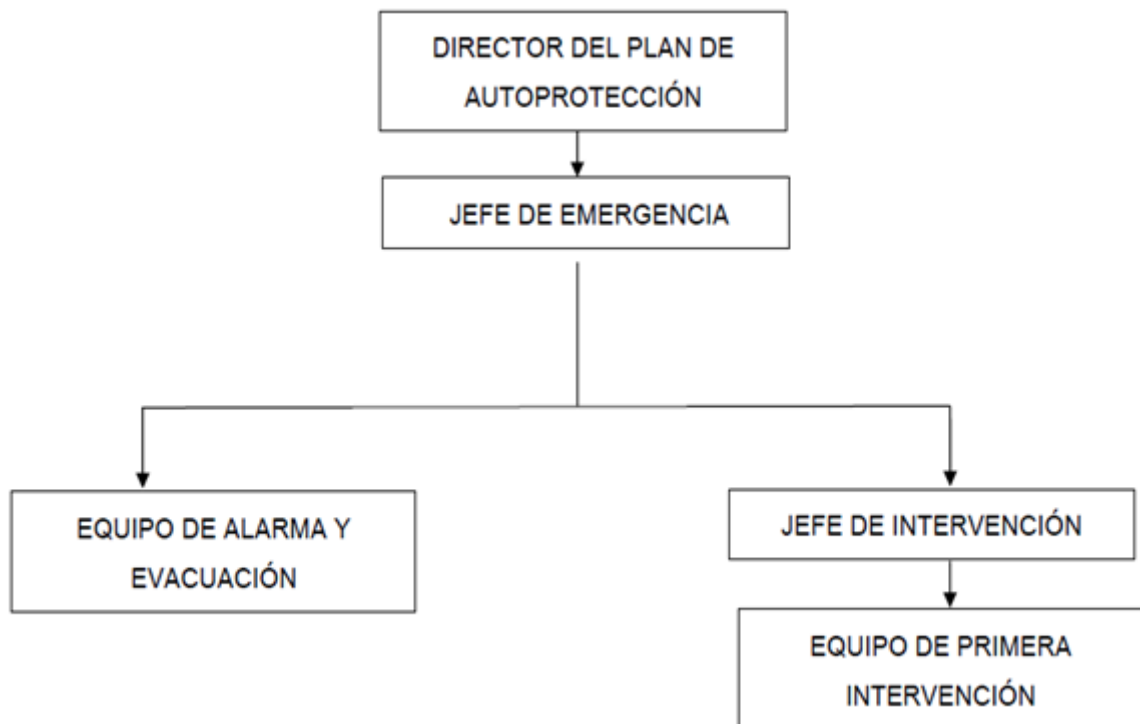 DIRECTOR DEL PLAN DE
AUTOPROTECCIÓN
JEFE DE EMERGENCIA
EQUIPO DE ALARMA Y
EVACUACIÓN
JEFE DE INTERVENCIÓN
EQUIPO DE PRIMERA
INTERVENCIÓN